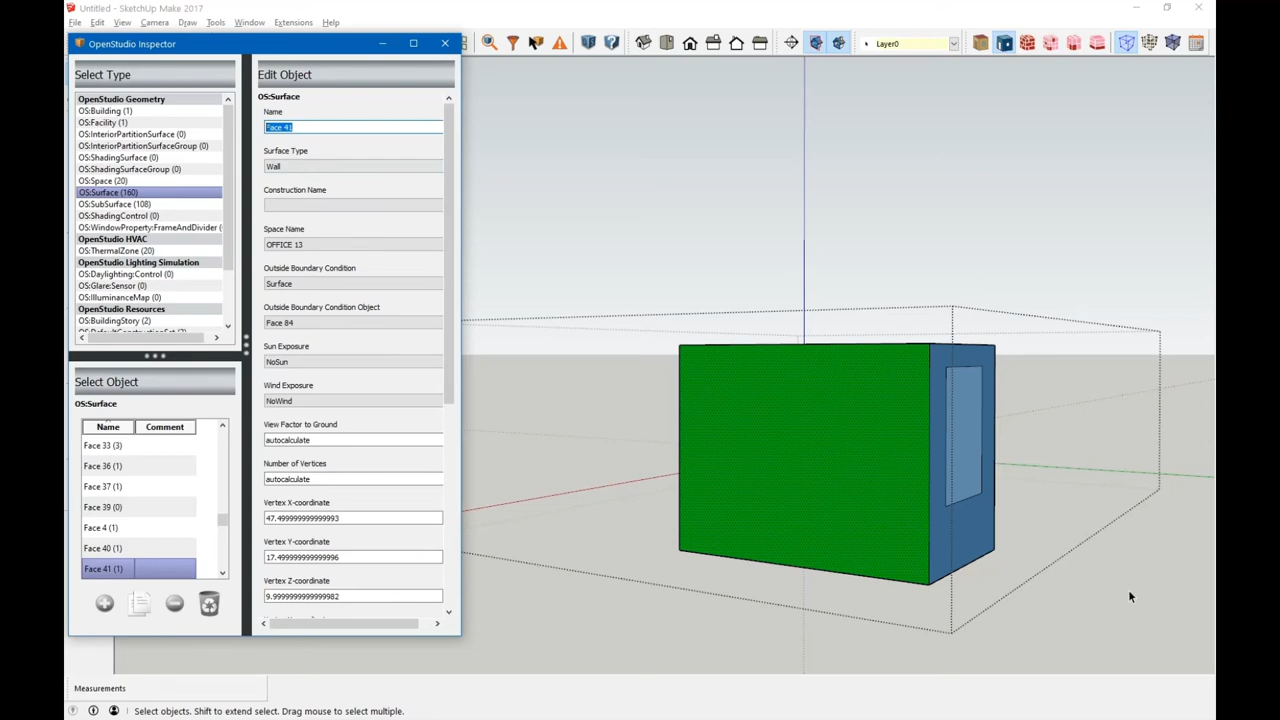 Untitled - SketchUp Make 2017
File Edit View Camera Draw Tools Window Extensions Help
OpenStudio Inspector
Layer0
Select Type
OpenStudio Geometry
OS:Building (1)
OS:Facility (1)
OS:InteriorPartitionSurface (0)
OS:InteriorPartitionSurfaceGroup (0)
OS:ShadingSurface (0)
OS:ShadingSurfaceGroup (0)
OS:Space (20)
OS:Surface (160)
OS:SubSurface (108)
OS:ShadingControl (0)
OS:WindowProperty:FrameAndDivider (
OpenStudio HVAC
OS:ThermalZone (20)
OpenStudio Lighting Simulation
OS:Daylighting:Control (0)
OS:Glare:Sensor (0)
OS:IlluminanceMap (0)
OpenStudio Resources
OS:BuildingStory (2)
Select Object
OS:Surface
Name Comment
Face 33 (3)
Face 36 (1)
Face 37 (1)
Face 39 (0)
Face 4 (1)
Face 40 (1)
Face 41 (1)
Edit Object
OS:Surface
Name
Face 41
Surface Type
Wall
Construction Name
Space Name
OFFICE 13
Outside Boundary Condition
Surface
Outside Boundary Condition Object
Face 84
Sun Exposure
NoSun
Wind Exposure
NoWind
View Factor to Ground
autocalculate
Number of Vertices
autocalculate
Vertex X-coordinate
47.499999999999993
Vertex Y-coordinate
17.499999999999996
Vertex Z-coordinate
9.9999999999999982
Measurements
Select objects. Shift to extend select. Drag mouse to select multiple.